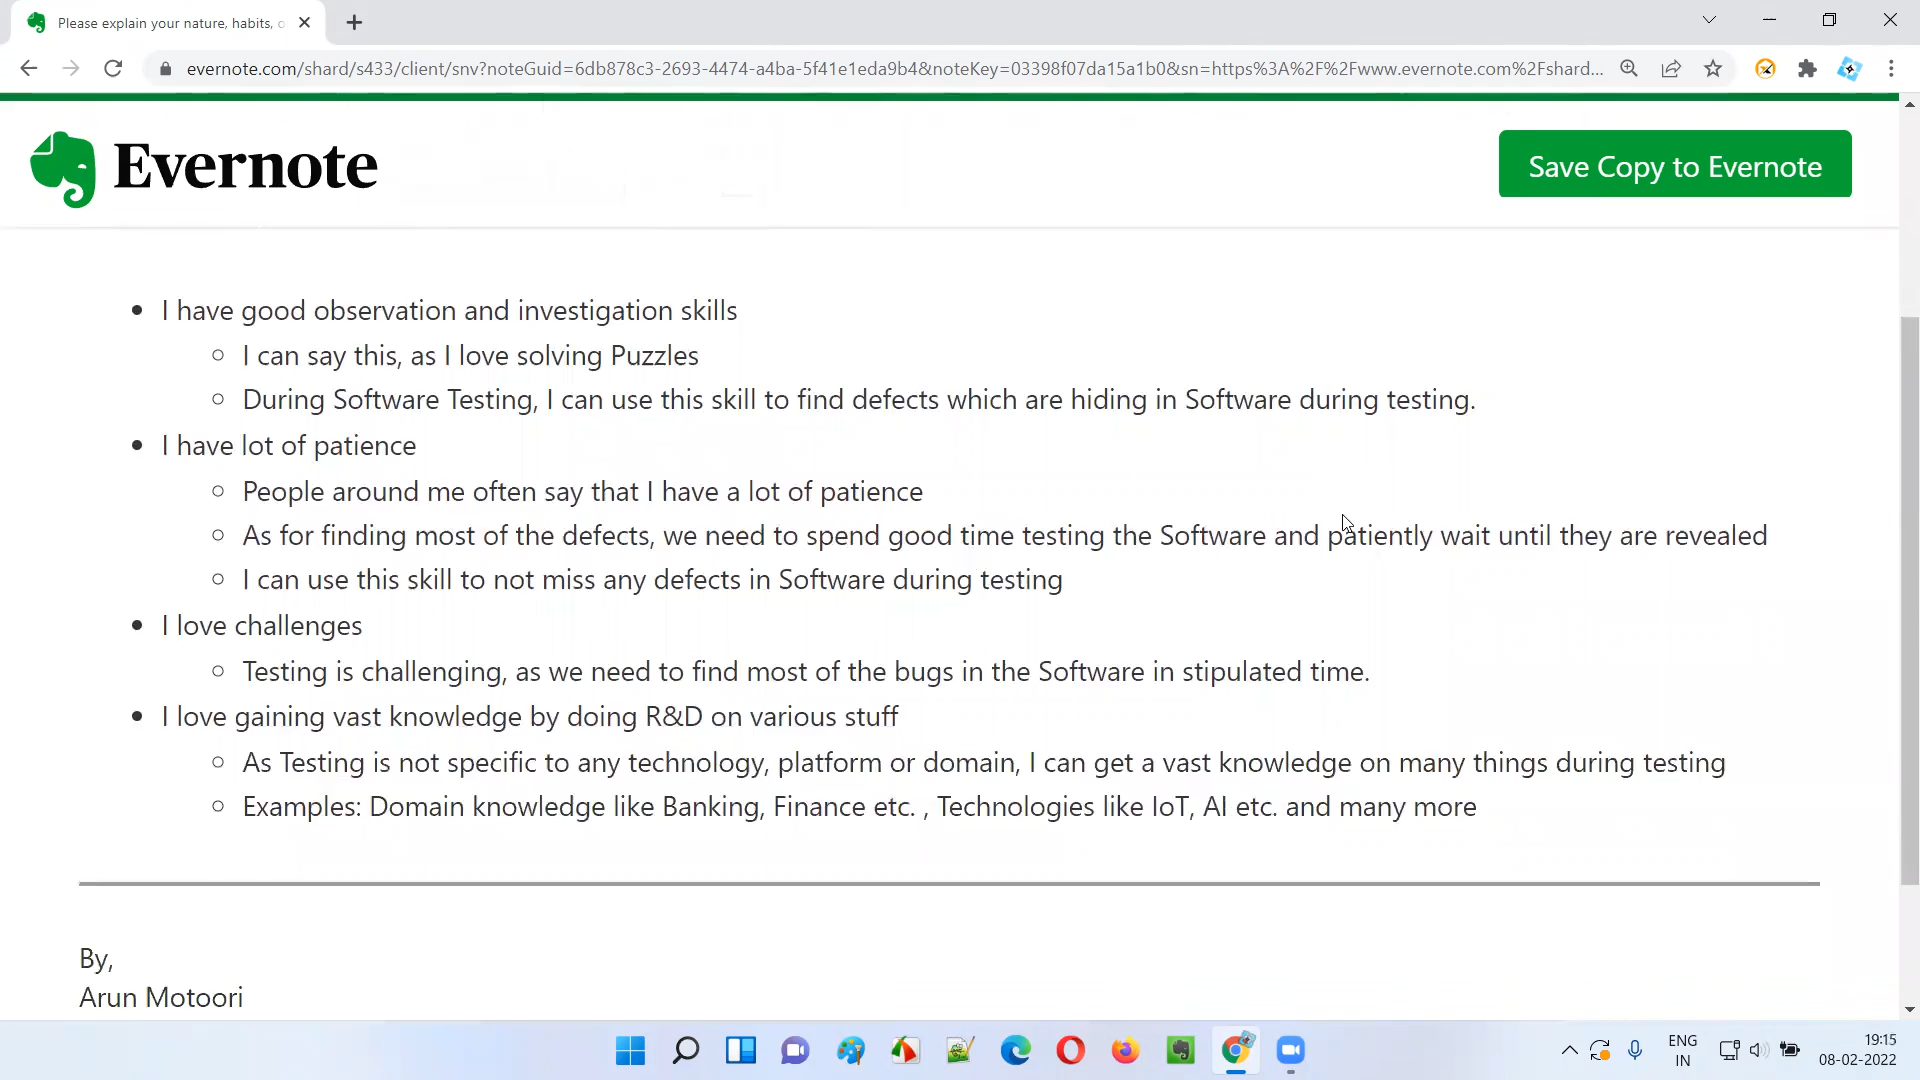 Please explain your nature, habits, o
evernote.com/shard/s433/client/snv?noteGuid=6db878c3-2693-4474-a4ba-5f41e1eda9b4&noteKey=03398f07da15a1b0&sn=https%3A%2F%2Fwww.evernote.com%2Fshard...
Evernote
Save Copy to Evernote
• I have good observation and investigation skills
○ I can say this, as I love solving Puzzles
○ During Software Testing, I can use this skill to find defects which are hiding in Software during testing.
• I have lot of patience
○ People around me often say that I have a lot of patience
○ As for finding most of the defects, we need to spend good time testing the Software and patiently wait until they are revealed
○ I can use this skill to not miss any defects in Software during testing
• I love challenges
○ Testing is challenging, as we need to find most of the bugs in the Software in stipulated time.
• I love gaining vast knowledge by doing R&D on various stuff
○ As Testing is not specific to any technology, platform or domain, I can get a vast knowledge on many things during testing
○ Examples: Domain knowledge like Banking, Finance etc. , Technologies like IoT, AI etc. and many more
By,
Arun Motoori
ENG
IN
19:15
08-02-2022